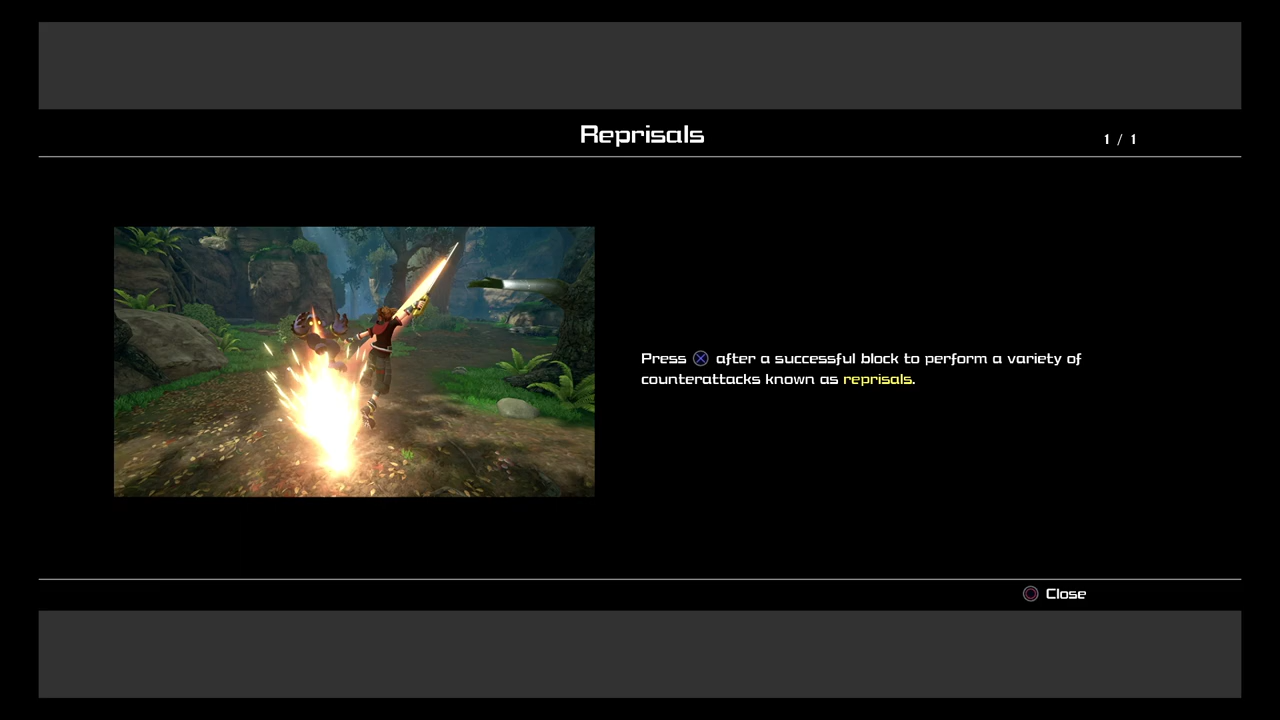 Reprisals
1 / 1
Press ⓧ after a successful block to perform a variety of
counterattacks known as reprisals.
Close